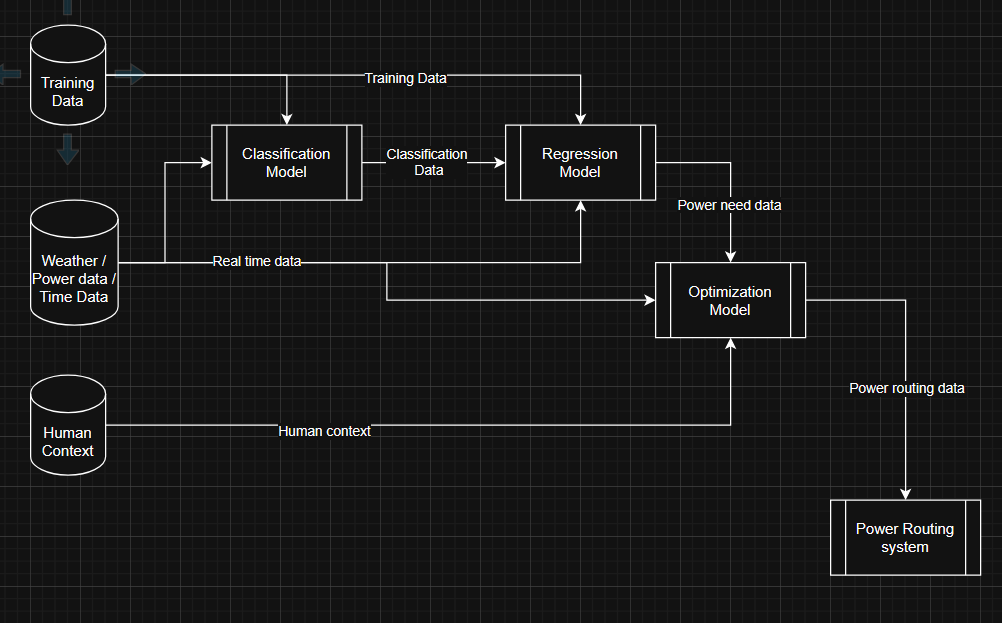 Training
Data
Training Data
Classification
Model
Classification
Data
Regression
Model
Power need data
Weather /
Power data /
Time Data
Real time data
Optimization
Model
Power routing data
Human
Context
Human context
Power Routing
system